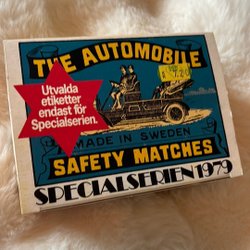 THE AUTOMOBILE
Utvalda
etiketter
endast för
Specialserien.
MADE IN SWEDEN
SAFETY MATCHES
SPECIALSERIEN 1979